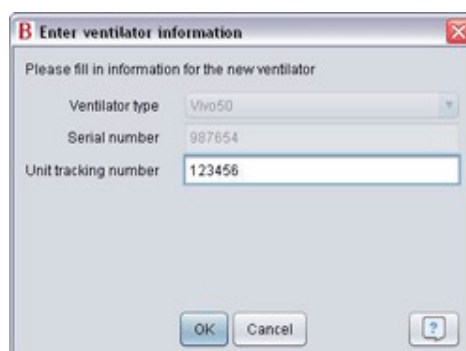 B Enter ventilator information
Please fill in information for the new ventilator
Ventilator type Vivo50
Serial number 987654
Unit tracking number 123456
OK Cancel ?